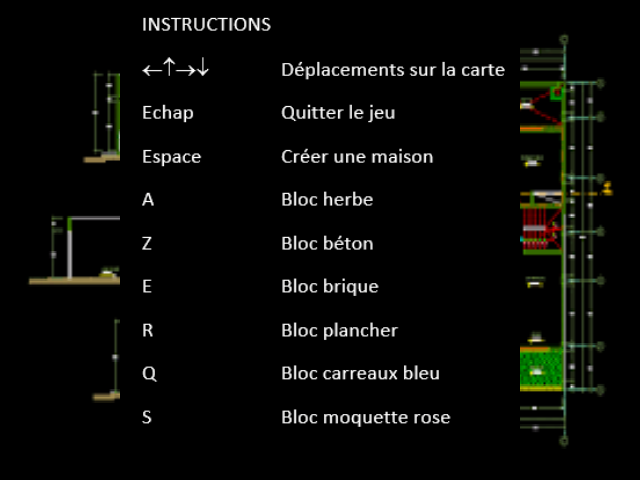 INSTRUCTIONS
←↑→↓ Déplacements sur la carte
Echap Quitter le jeu
Espace Créer une maison
A Bloc herbe
Z Bloc béton
E Bloc brique
R Bloc plancher
Q Bloc carreaux bleu
S Bloc moquette rose